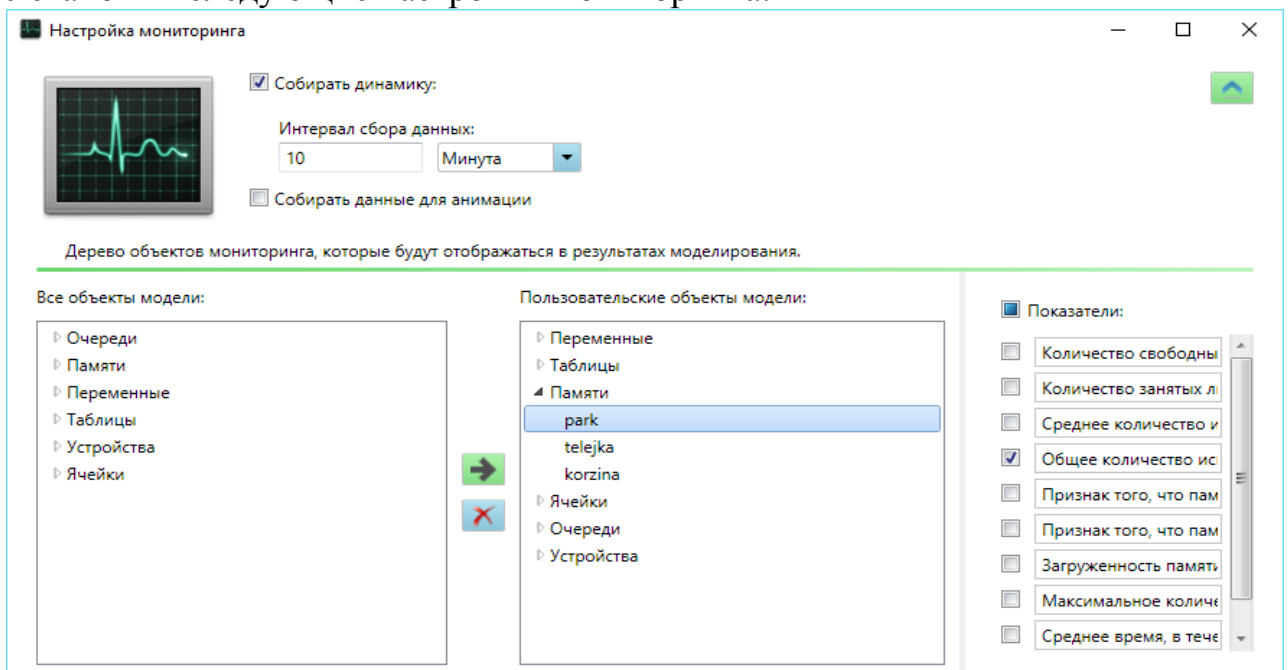 Настройка мониторинга
Собирать динамику:
Интервал сбора данных:
10
Минута
Собирать данные для анимации
Дерево объектов мониторинга, которые будут отображаться в результатах моделирования.
Все объекты модели:
Очереди
Памяти
Переменные
Таблицы
Устройства
Ячейки
Пользовательские объекты модели:
Переменные
Таблицы
Памяти
park
telejka
korzina
Ячейки
Очереди
Устройства
Показатели:
Количество свободны
Количество занятых л
Среднее количество и
Общее количество ис
Признак того, что пам
Признак того, что пам
Загруженность памяти
Максимальное количе
Среднее время, в тече